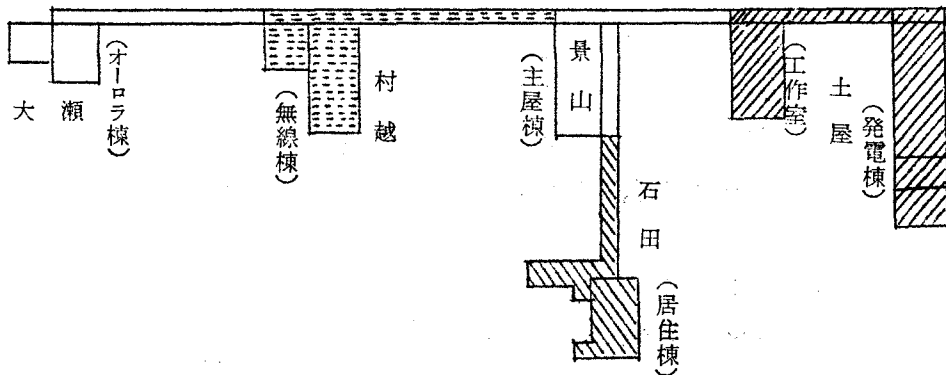 大瀬
(オーロラ棟)
(無線棟)
村越
(主屋棟)
景山
石田
(居住棟)
(工作室)
土屋
(発電棟)